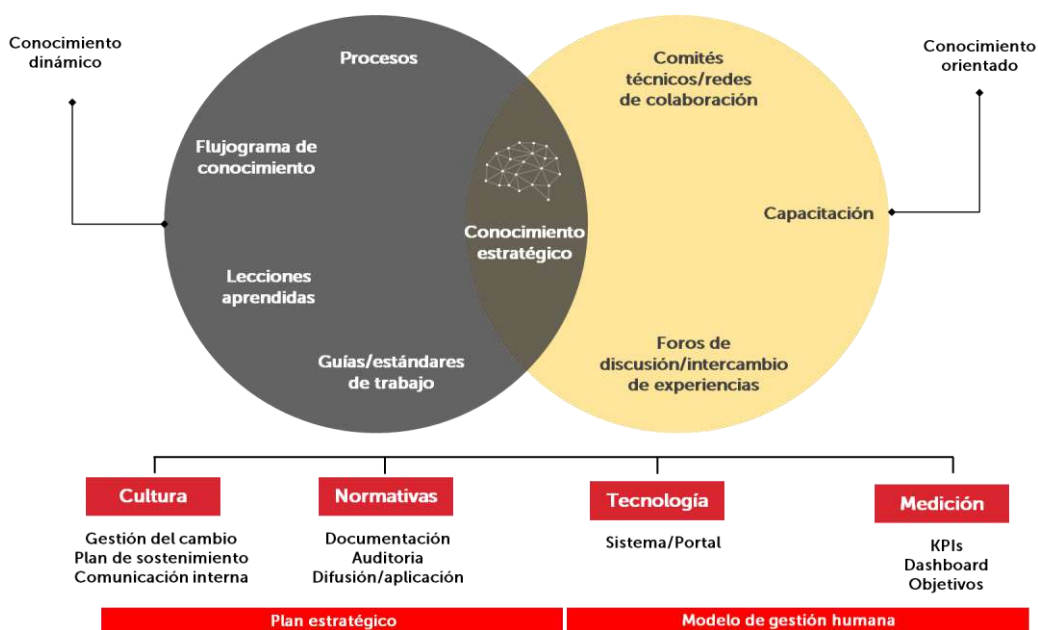 Conocimiento
dinámico
Procesos
Flujograma de
conocimiento
Lecciones
aprendidas
Guías/estándares
de trabajo
Conocimiento
estratégico
Comités
técnicos/redes
de colaboración
Capacitación
Foros de
discusión/intercambio
de experiencias
Conocimiento
orientado
Cultura
Gestión del cambio
Plan de sostenimiento
Comunicación interna
Normativas
Documentación
Auditoria
Difusión/aplicación
Tecnología
Sistema/Portal
Medición
KPIs
Dashboard
Objetivos
Plan estratégico
Modelo de gestión humana